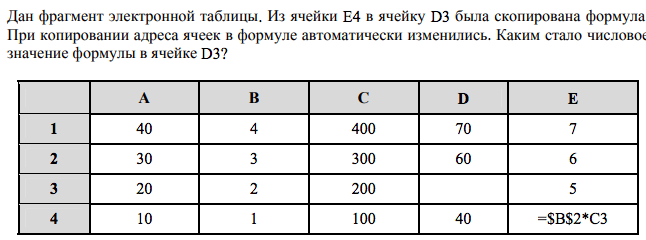 Дан фрагмент электронной таблицы. Из ячейки E4 в ячейку D3 была скопирована формула
При копировании адреса ячеек в формуле автоматически изменились. Каким стало числовое
значение формулы в ячейке D3?
A B C D E
1 40 4 400 70 7
2 30 3 300 60 6
3 20 2 200 5
4 10 1 100 40 =$B$2*C3